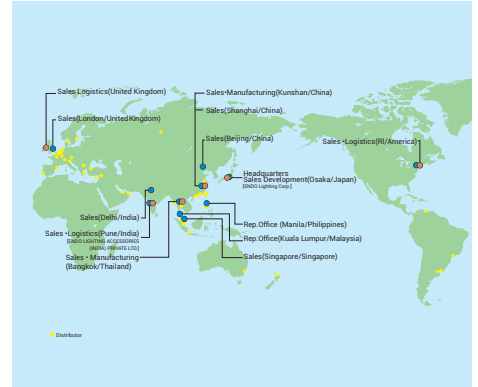 Sales Logistics(United Kingdom)
Sales(London/United Kingdom)
Sales•Manufacturing(Kunshan/China)
Sales(Shanghai/China)
Sales(Beijing/China)
Sales •Logistics(RI/America)
Headquarters
Sales Development(Osaka/Japan)
[ENDO Lighting Corp.]
Sales(Delhi/India)
Sales •Logistics(Pune/India)
[ENDO LIGHTING ACCESSORIES
(INDIA) PRIVATE LTD.]
Sales • Manufacturing
(Bangkok/Thailand)
Rep.Office (Manila/Philippines)
Rep.Office(Kuala Lumpur/Malaysia)
Sales(Singapore/Singapore)
Distributor